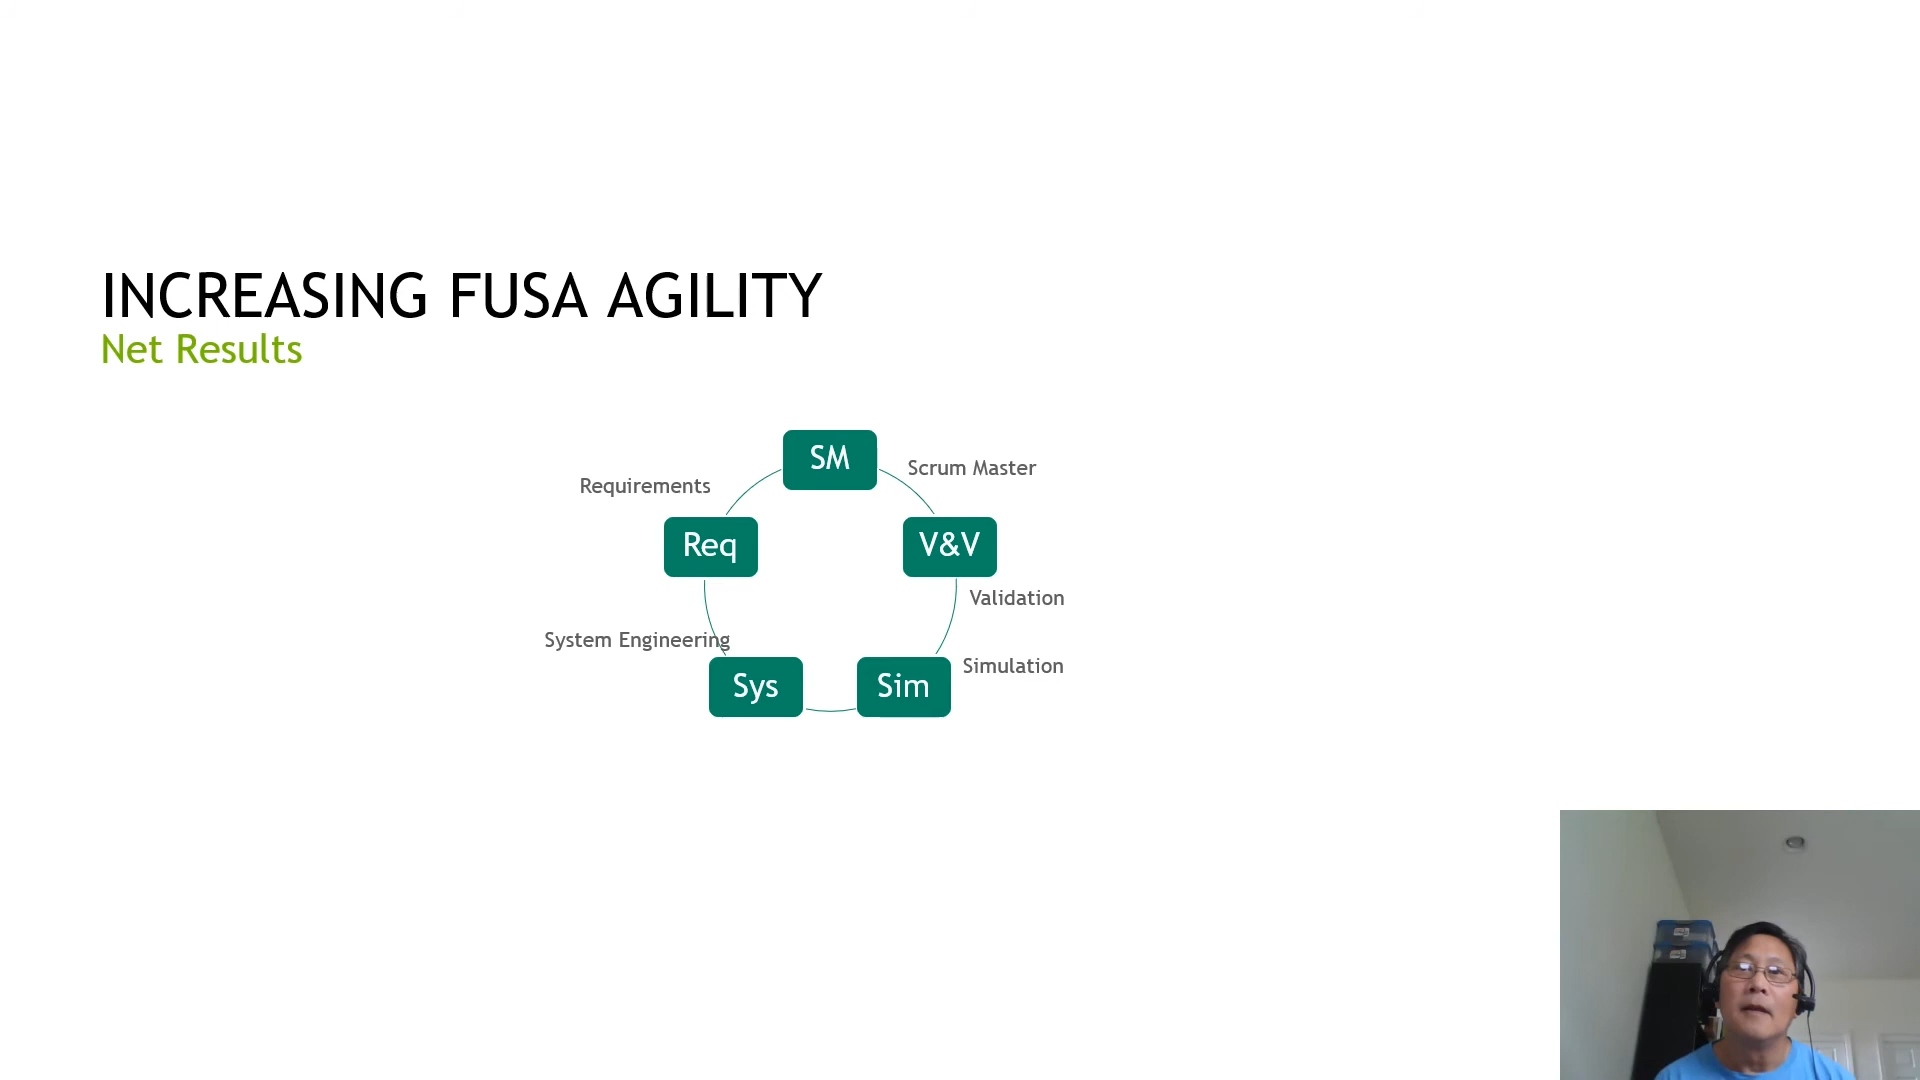 INCREASING FUSA AGILITY
Net Results
SM
Scrum Master
Requirements
Req
V&V
Validation
System Engineering
Simulation
Sys
Sim